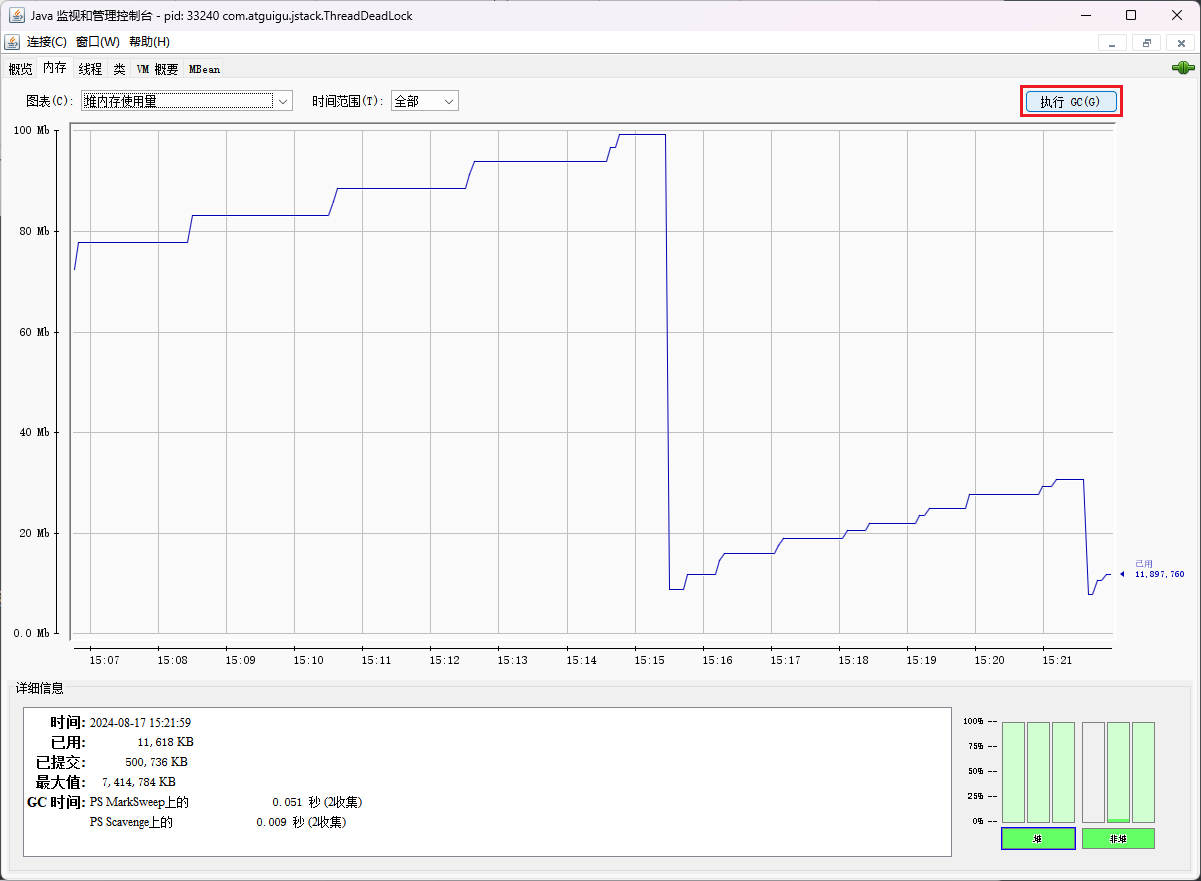 Java 监视和管理控制台 - pid: 33240 com.atguigu.jstack.ThreadDeadLock
连接(C) 窗口(W) 帮助(H)
概览 内存 线程 类 VM 概要 MBean
图表(C): 堆内存使用量 时间范围(T): 全部 执行 GC(G)
100 Mb
80 Mb
60 Mb
40 Mb
20 Mb
0.0 Mb
已用
11,897,760
15:07 15:08 15:09 15:10 15:11 15:12 15:13 15:14 15:15 15:16 15:17 15:18 15:19 15:20 15:21
详细信息
时间: 2024-08-17 15:21:59
已用: 11,618 KB
已提交: 500,736 KB
最大值: 7,414,784 KB
GC 时间: PS MarkSweep上的 0.051 秒 (2收集)
PS Scavenge上的 0.009 秒 (2收集)
100% --
75% --
50% --
25% --
0% --
堆 非堆